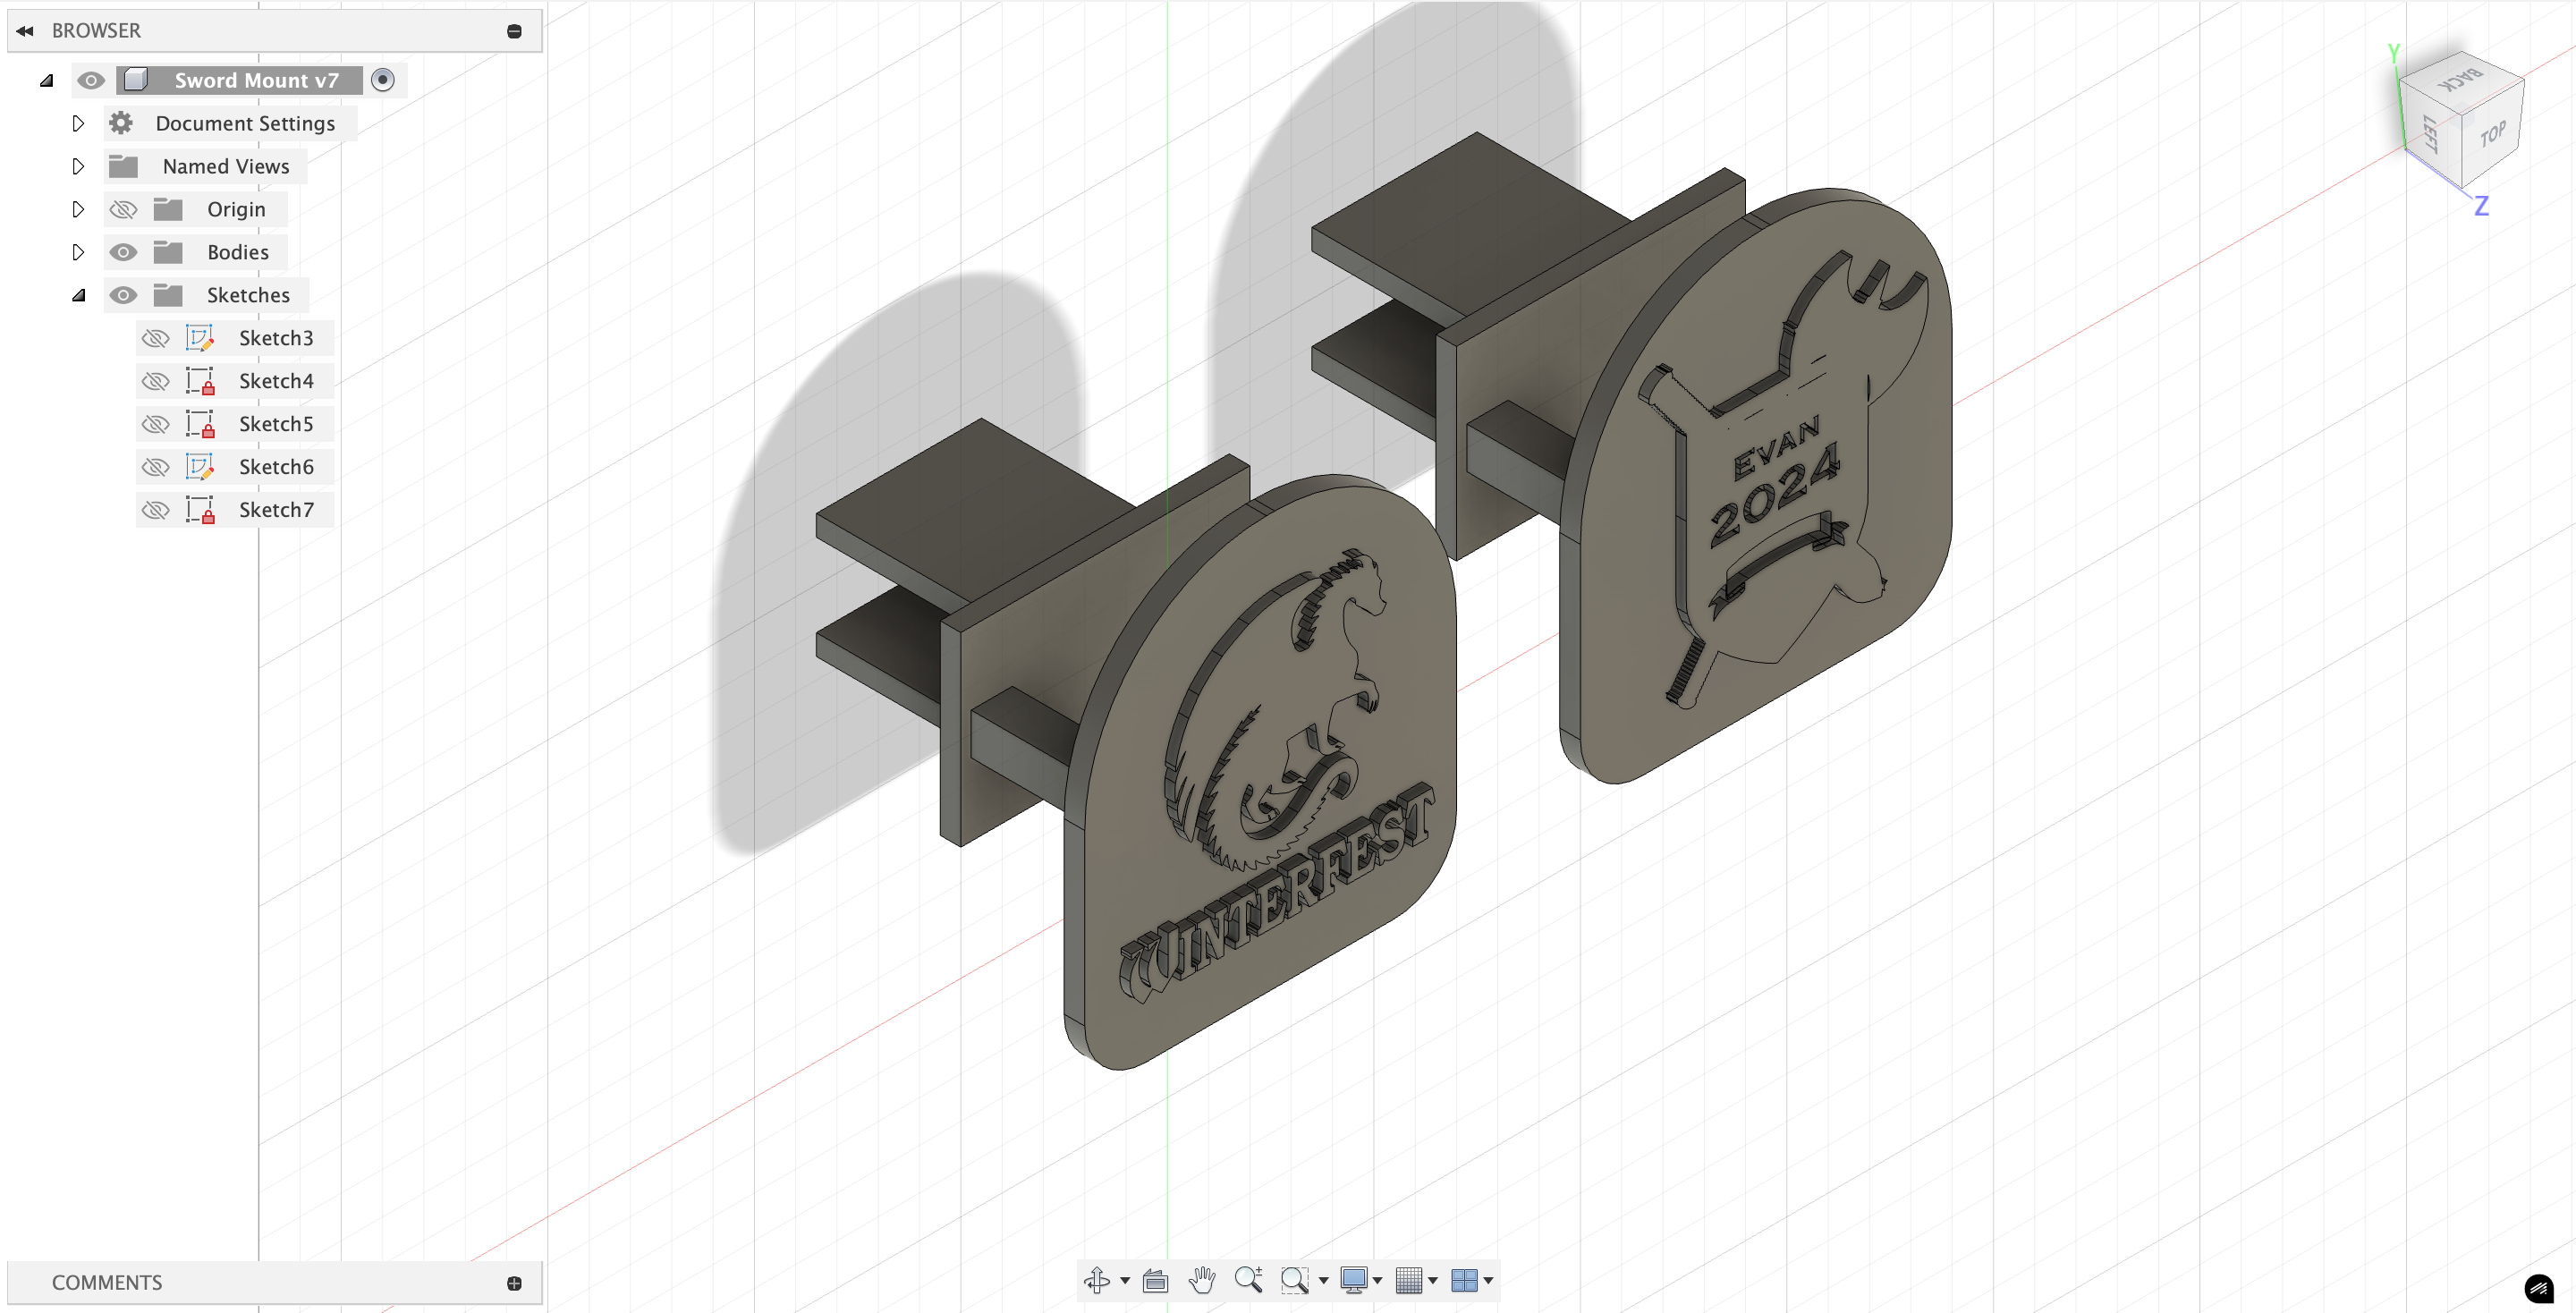 BROWSER
Sword Mount v7
Document Settings
Named Views
Origin
Bodies
Sketches
Sketch3
Sketch4
Sketch5
Sketch6
Sketch7
BACK
LEFT
TOP
Y
Z
EVAN
2024
WINTERFEST
COMMENTS